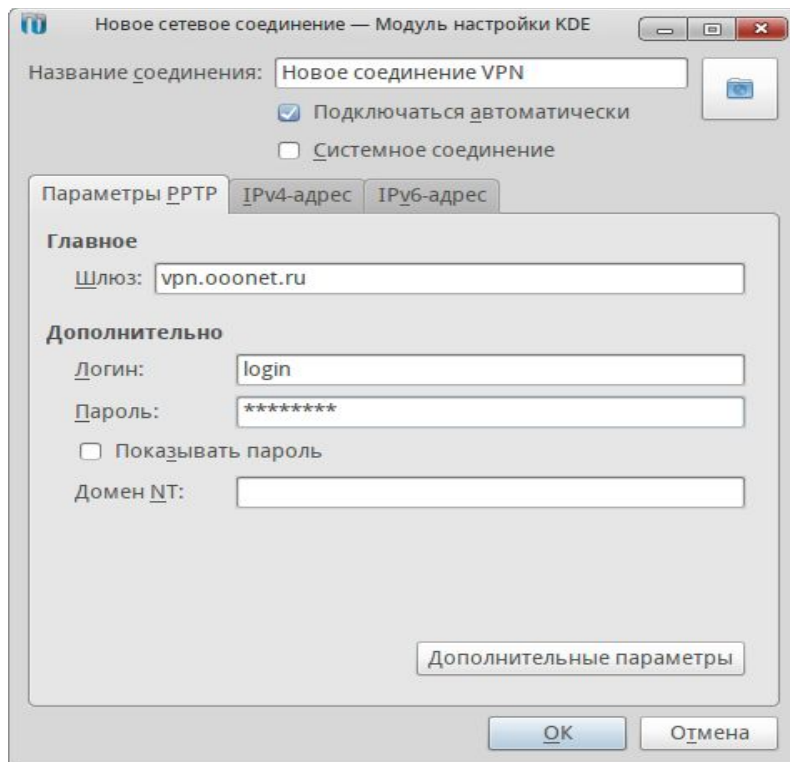 Новое сетевое соединение — Модуль настройки KDE
Название соединения: Новое соединение VPN
Подключаться автоматически
Системное соединение
Параметры PPTP IPv4-адрес IPv6-адрес
Главное
Шлюз: vpn.ooonet.ru
Дополнительно
Логин: login
Пароль: ********
Показывать пароль
Домен NT:
Дополнительные параметры
OK Отмена